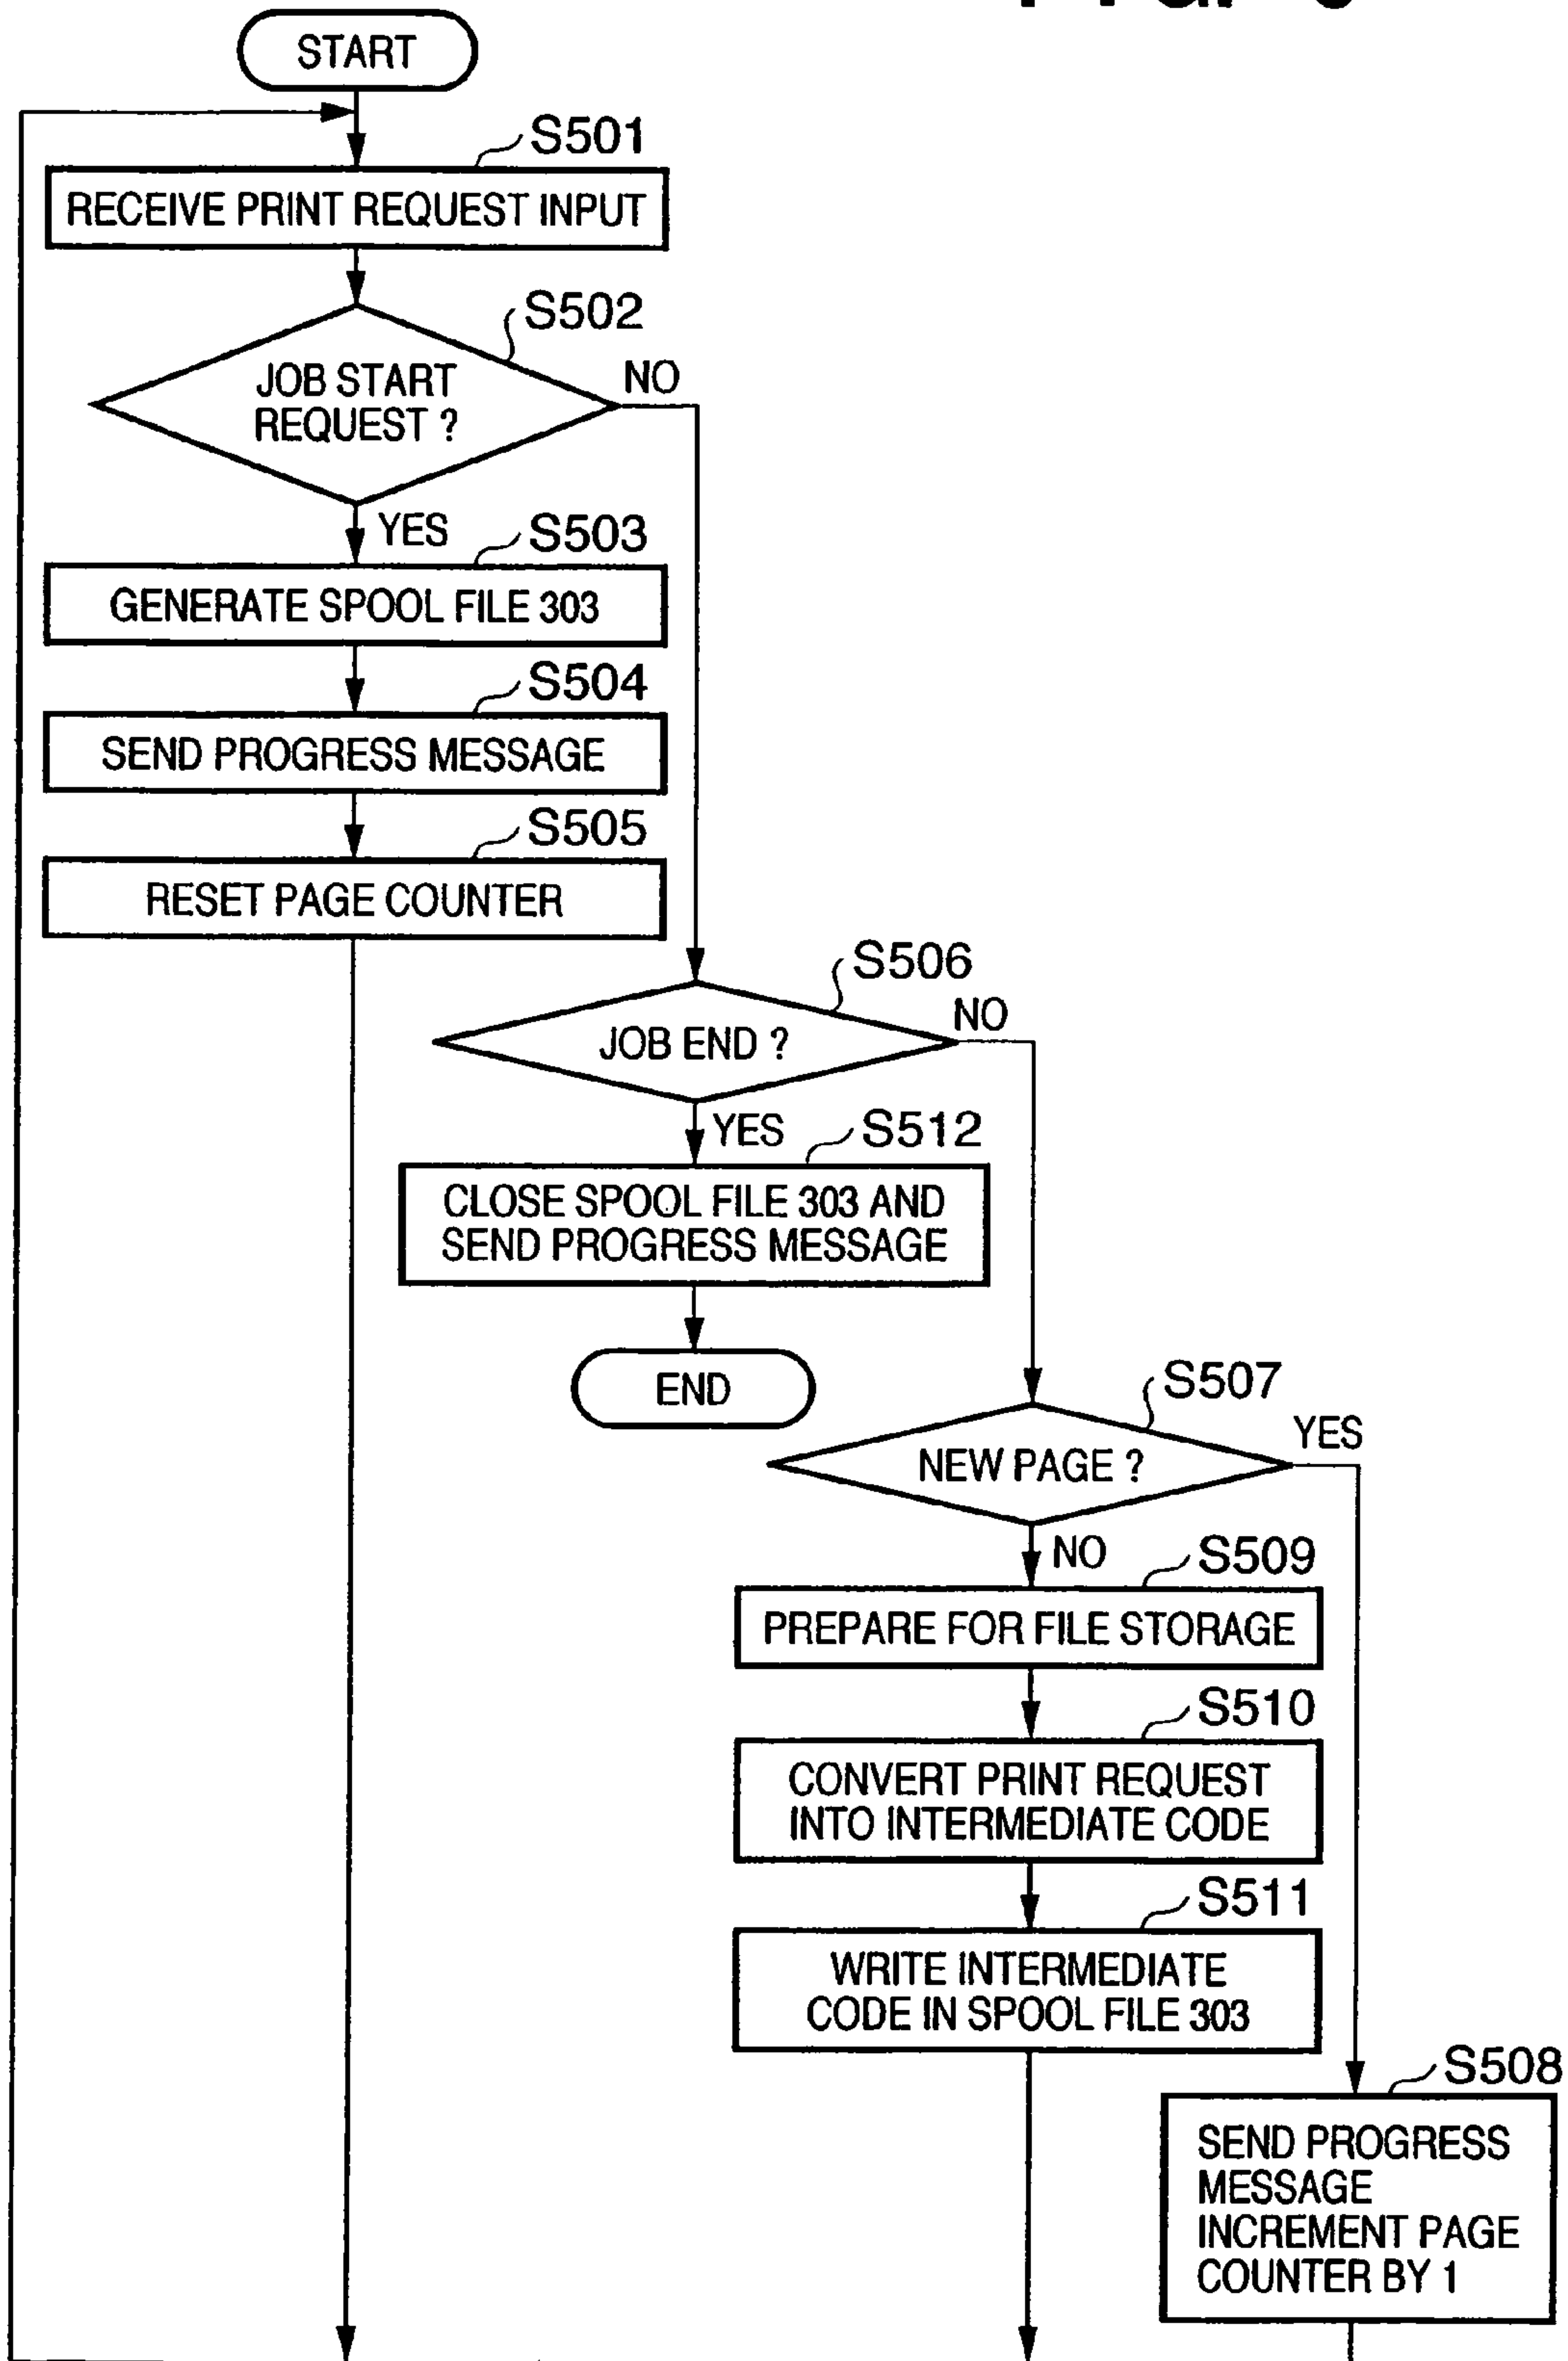 START
S501
RECEIVE PRINT REQUEST INPUT
S502
JOB START
REQUEST ?
NO
YES
S503
GENERATE SPOOL FILE 303
S504
SEND PROGRESS MESSAGE
S505
RESET PAGE COUNTER
S506
JOB END ?
NO
YES
S512
CLOSE SPOOL FILE 303 AND
SEND PROGRESS MESSAGE
END
S507
NEW PAGE ?
YES
NO
S509
PREPARE FOR FILE STORAGE
S510
CONVERT PRINT REQUEST
INTO INTERMEDIATE CODE
S511
WRITE INTERMEDIATE
CODE IN SPOOL FILE 303
S508
SEND PROGRESS
MESSAGE
INCREMENT PAGE
COUNTER BY 1